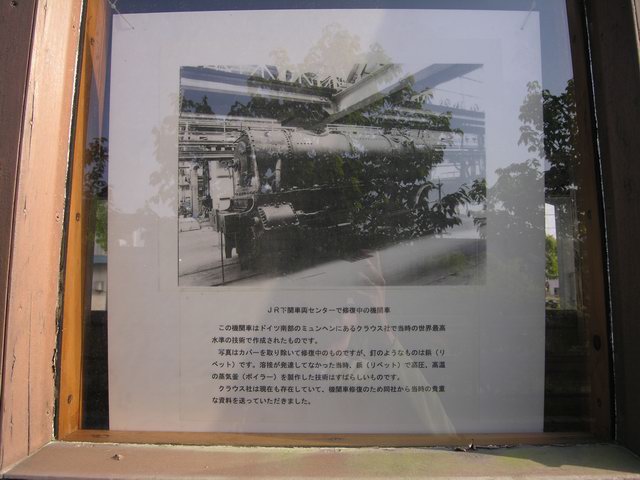 JR下関車両センターで修復中の機関車
この機関車はドイツ南部のミュンヘンにあるクラウス社で当時の世界最高
水準の技術で作成されたものです。
写真はカバーを取り除いて修復中のものですが、釘のようなものは鋲（リ
ベット）です。溶接が発達してなかった当時、鋲（リベット）で高圧、高温
の蒸気釜（ボイラー）を製作した技術はすばらしいものです。
クラウス社は現在も存在していて、機関車修復のため同社から当時の貴重
な資料を送っていただきました。